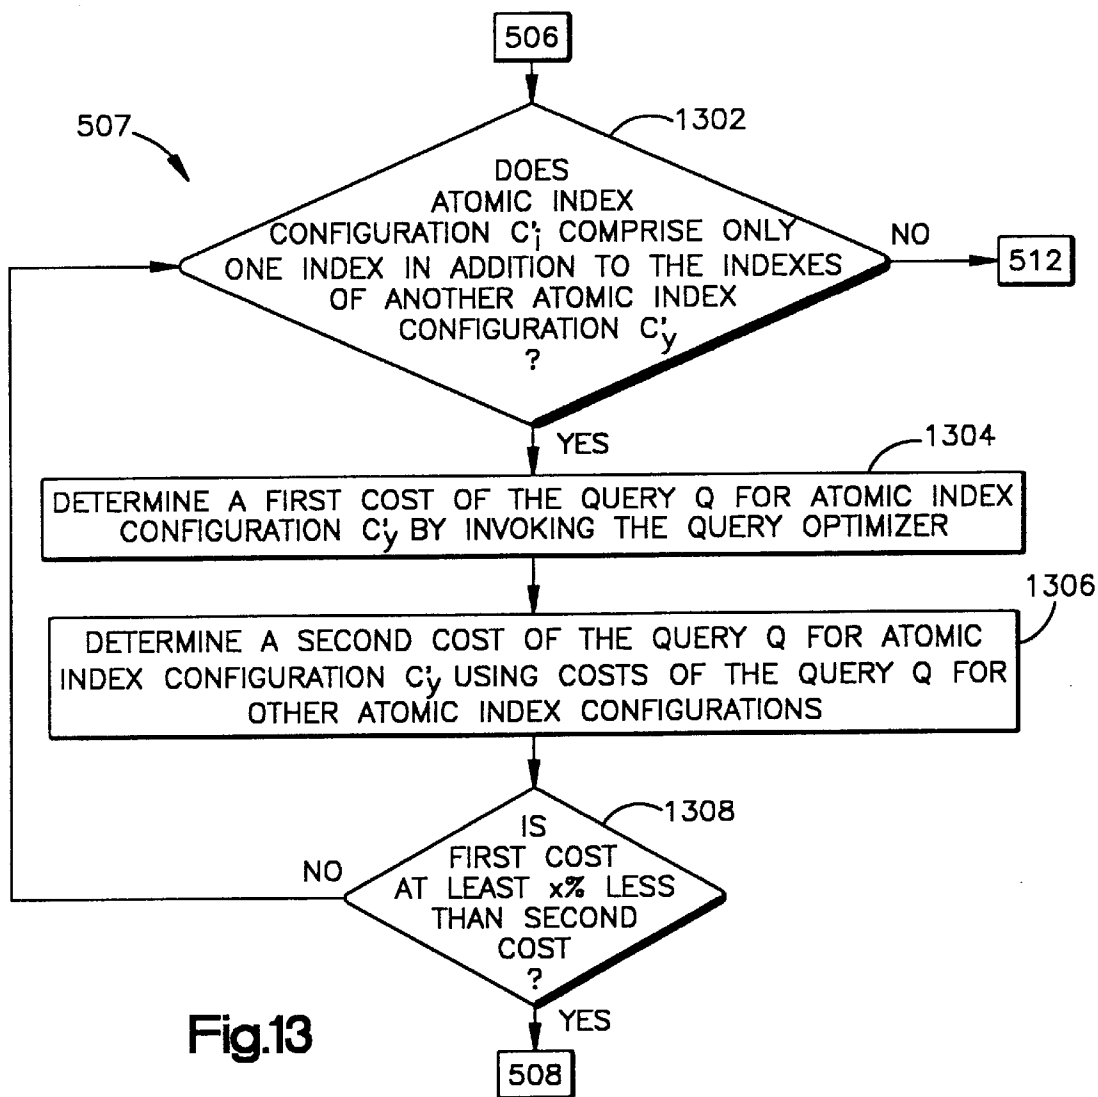 506
507
1302
DOES
ATOMIC INDEX
CONFIGURATION C'i COMPRISE ONLY
ONE INDEX IN ADDITION TO THE INDEXES
OF ANOTHER ATOMIC INDEX
CONFIGURATION C'y
?
NO
512
YES
1304
DETERMINE A FIRST COST OF THE QUERY Q FOR ATOMIC INDEX
CONFIGURATION C'y BY INVOKING THE QUERY OPTIMIZER
1306
DETERMINE A SECOND COST OF THE QUERY Q FOR ATOMIC
INDEX CONFIGURATION C'y USING COSTS OF THE QUERY Q FOR
OTHER ATOMIC INDEX CONFIGURATIONS
1308
IS
FIRST COST
AT LEAST x% LESS
THAN SECOND
COST
?
NO
YES
508
Fig.13